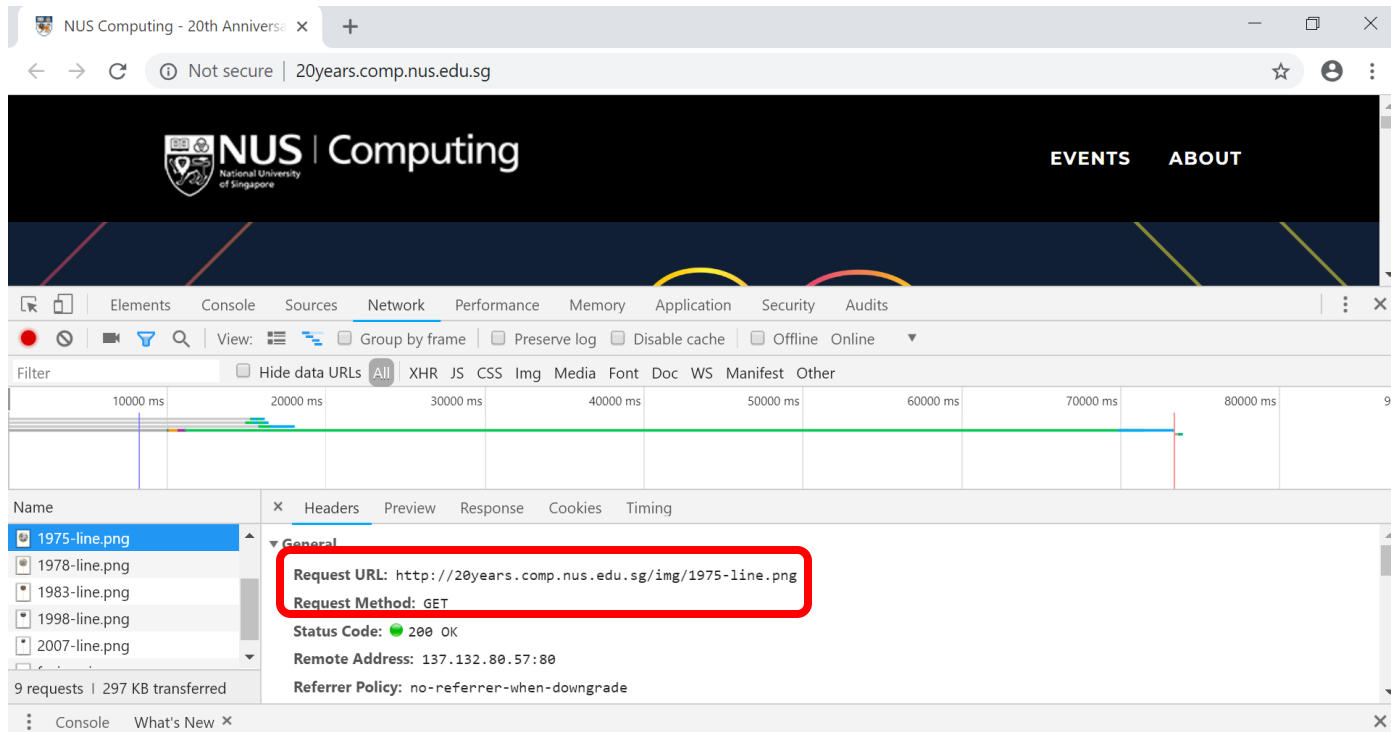 NUS Computing - 20th Annivers
Not secure | 20years.comp.nus.edu.sg
NUS | Computing
National University
of Singapore
EVENTS ABOUT
Elements Console Sources Network Performance Memory Application Security Audits
View: Group by frame Preserve log Disable cache Offline Online
Filter Hide data URLs All XHR JS CSS Img Media Font Doc WS Manifest Other
10000 ms 20000 ms 30000 ms 40000 ms 50000 ms 60000 ms 70000 ms 80000 ms 9
Name
Headers Preview Response Cookies Timing
1975-line.png
1978-line.png
1983-line.png
1998-line.png
2007-line.png
9 requests | 297 KB transferred
General
Request URL: http://20years.comp.nus.edu.sg/img/1975-line.png
Request Method: GET
Status Code: 200 OK
Remote Address: 137.132.80.57:80
Referrer Policy: no-referrer-when-downgrade
Console What's New